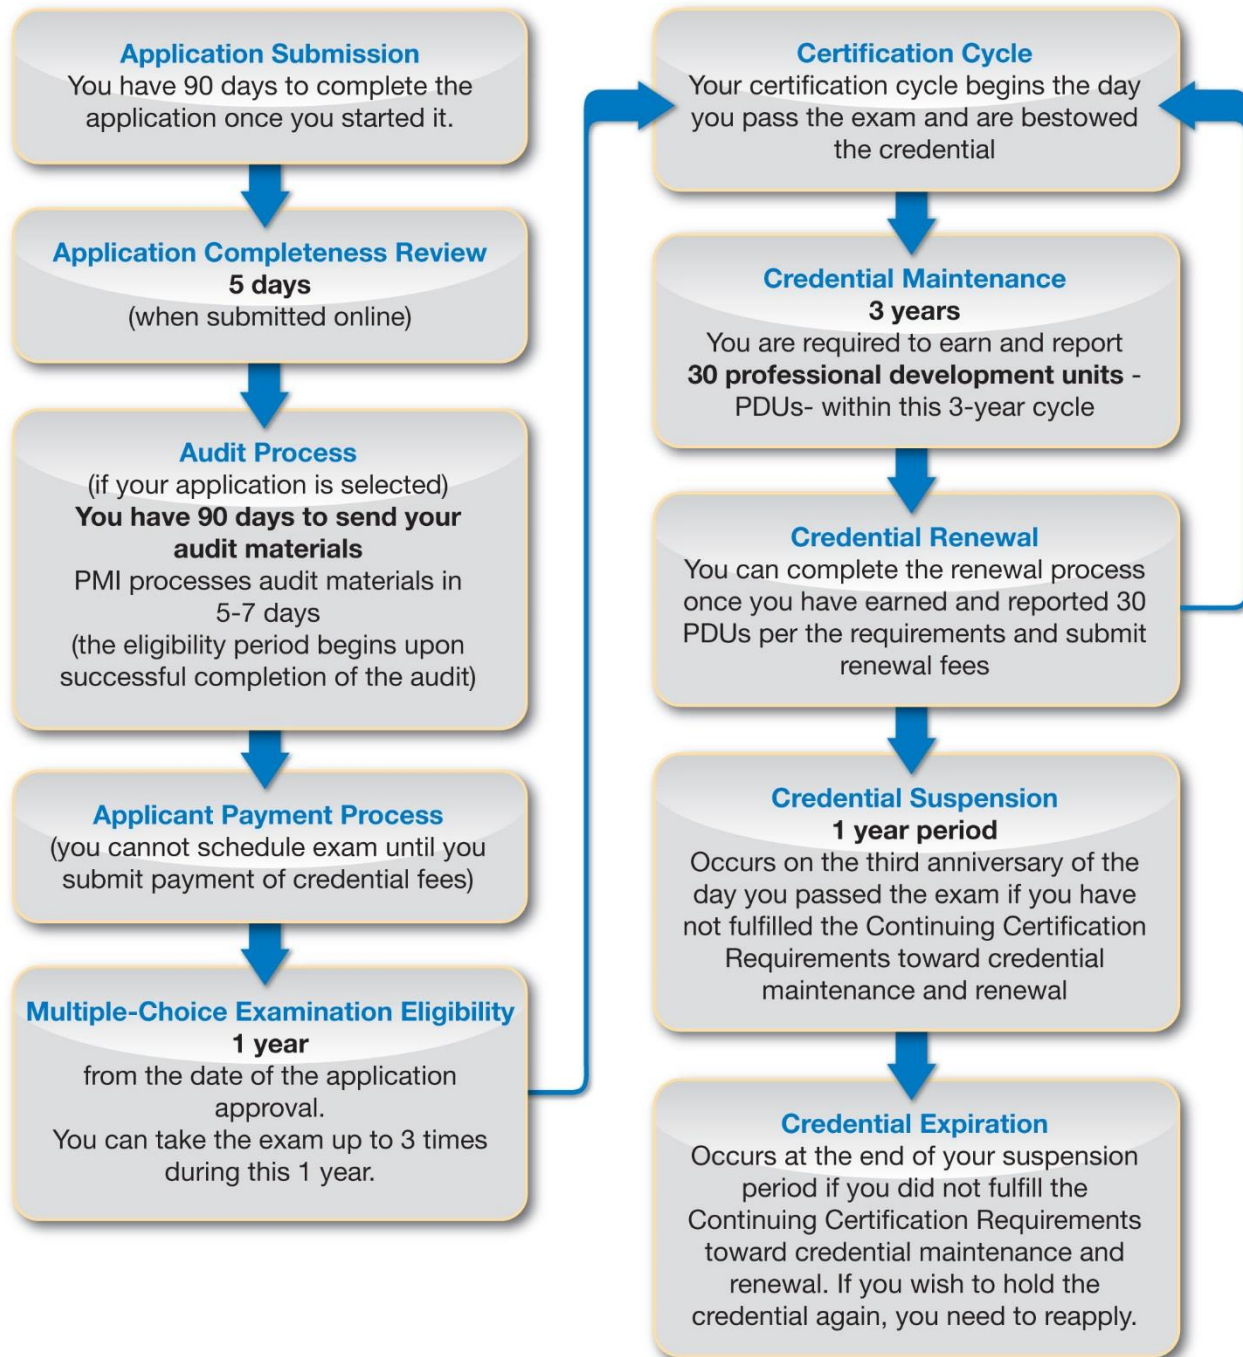 Application Submission
You have 90 days to complete the
application once you started it.
Application Completeness Review
5 days
(when submitted online)
Audit Process
(if your application is selected)
You have 90 days to send your
audit materials
PMI processes audit materials in
5-7 days
(the eligibility period begins upon
successful completion of the audit)
Applicant Payment Process
(you cannot schedule exam until you
submit payment of credential fees)
Multiple-Choice Examination Eligibility
1 year
from the date of the application
approval.
You can take the exam up to 3 times
during this 1 year.
Certification Cycle
Your certification cycle begins the day
you pass the exam and are bestowed
the credential
Credential Maintenance
3 years
You are required to earn and report
30 professional development units -
PDUs- within this 3-year cycle
Credential Renewal
You can complete the renewal process
once you have earned and reported 30
PDUs per the requirements and submit
renewal fees
Credential Suspension
1 year period
Occurs on the third anniversary of the
day you passed the exam if you have
not fulfilled the Continuing Certification
Requirements toward credential
maintenance and renewal
Credential Expiration
Occurs at the end of your suspension
period if you did not fulfill the
Continuing Certification Requirements
toward credential maintenance and
renewal. If you wish to hold the
credential again, you need to reapply.